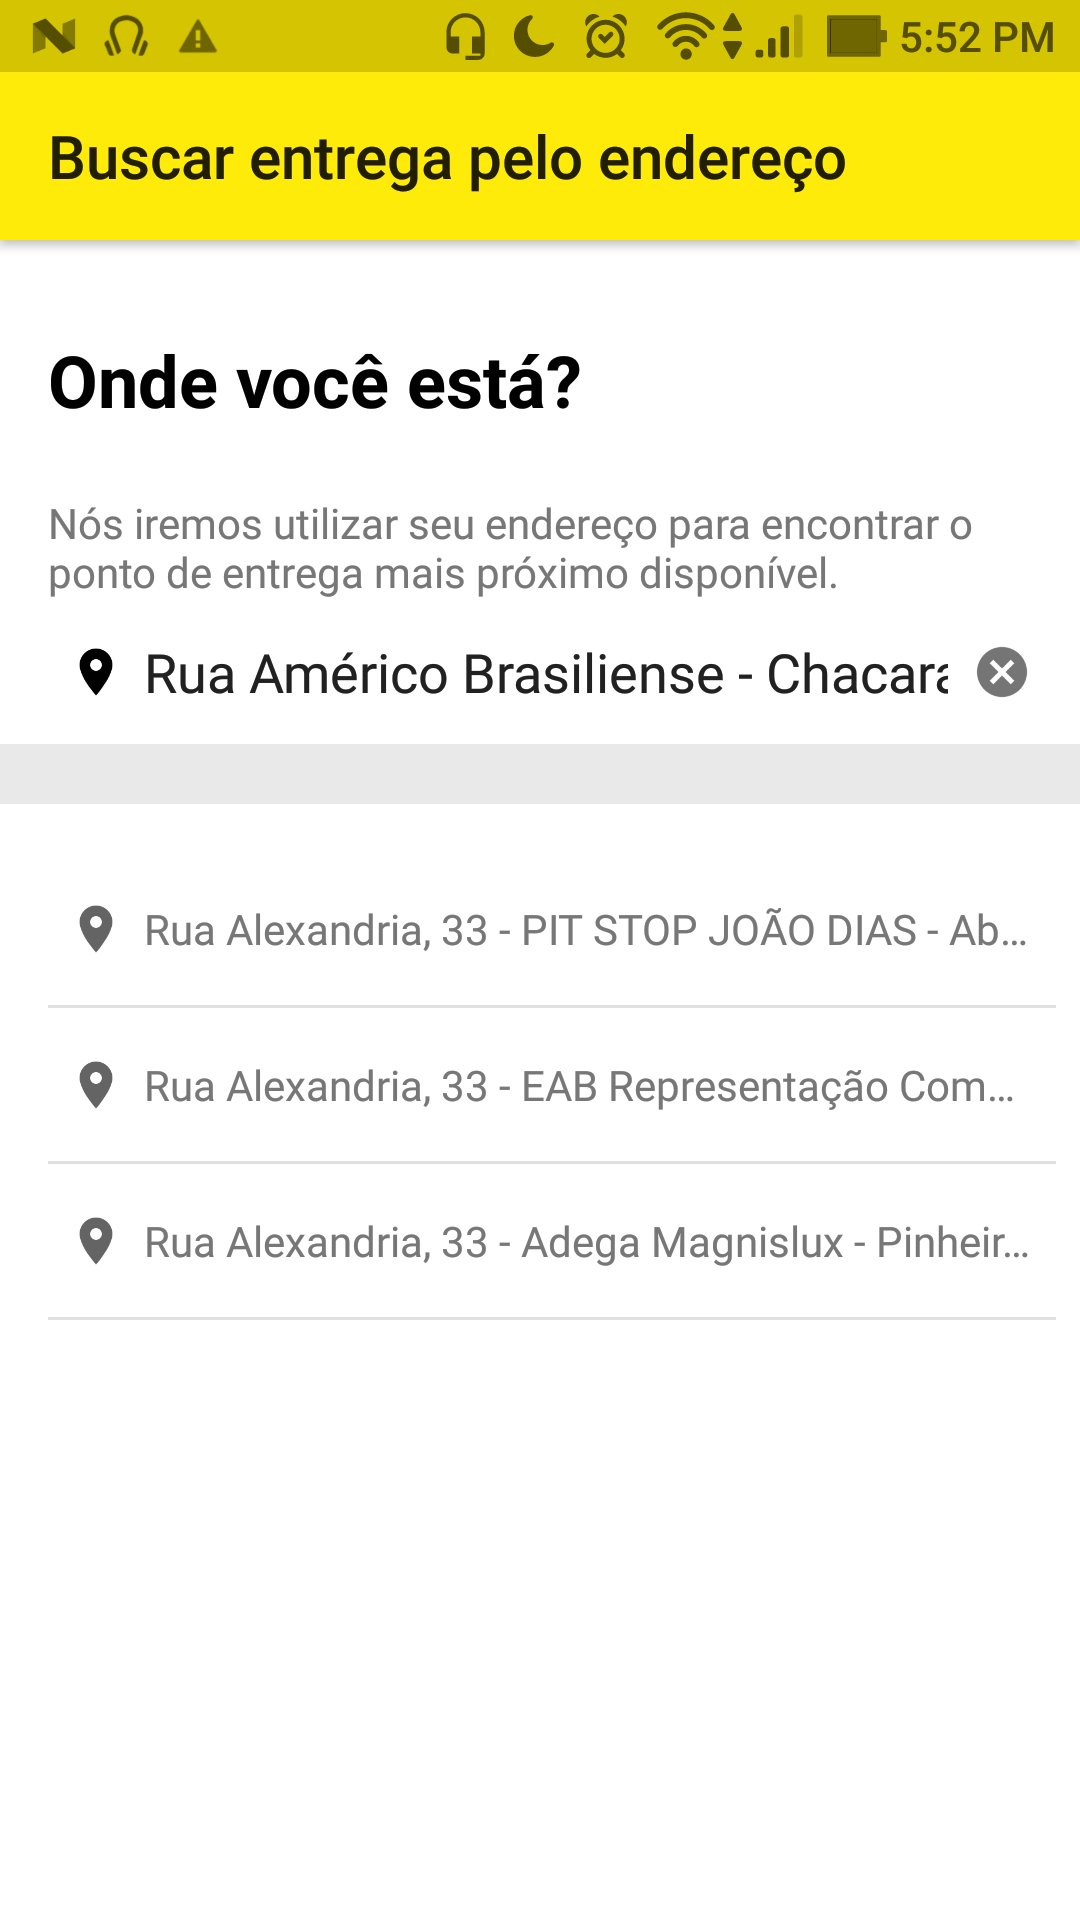 5:52 PM
Buscar entrega pelo endereço
Onde você está?
Nós iremos utilizar seu endereço para encontrar o
ponto de entrega mais próximo disponível.
Rua Américo Brasiliense - Chacara
Rua Alexandria, 33 - PIT STOP JOÃO DIAS - Ab...
Rua Alexandria, 33 - EAB Representação Com...
Rua Alexandria, 33 - Adega Magnislux - Pinheir...